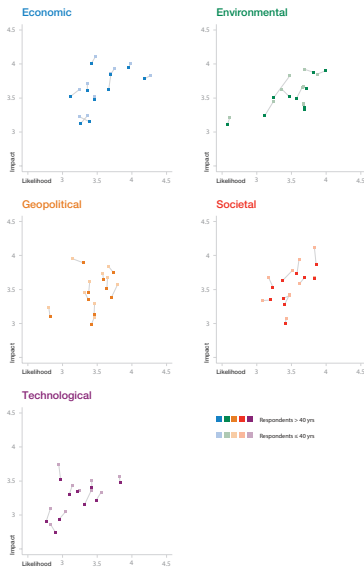 Economic
4.5
4
3.5
3
Impact
Likelihood
3
3.5
4
4.5
Environmental
4.5
4
3.5
3
Impact
Likelihood
3
3.5
4
4.5
Geopolitical
4.5
4
3.5
3
Impact
Likelihood
3
3.5
4
4.5
Societal
4.5
4
3.5
3
Impact
Likelihood
3
3.5
4
4.5
Technological
4.5
4
3.5
3
Impact
Likelihood
3
3.5
4
4.5
Respondents > 40 yrs
Respondents ≤ 40 yrs